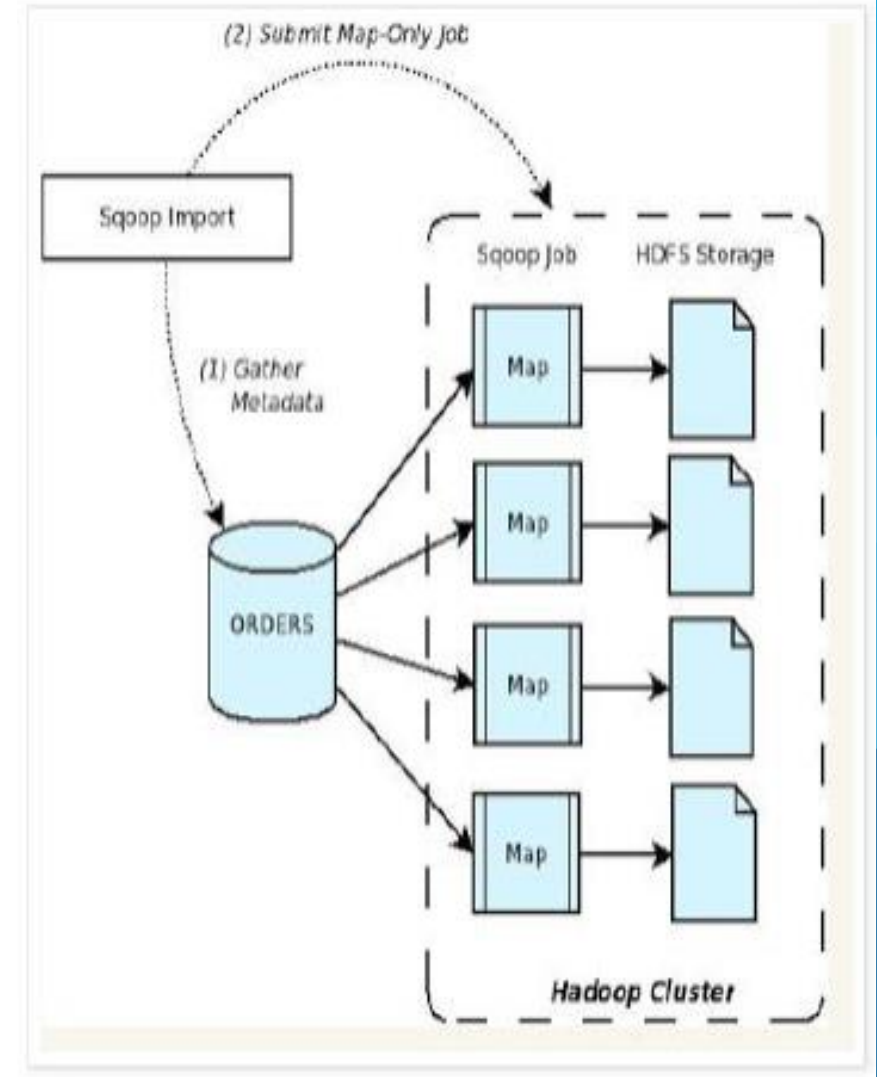 (2) Submit Map-Only Job
Sqoop Import
Sqoop Job
HDFS Storage
(1) Gather
Metadata
Map
Map
ORDERS
Map
Map
Hadoop Cluster